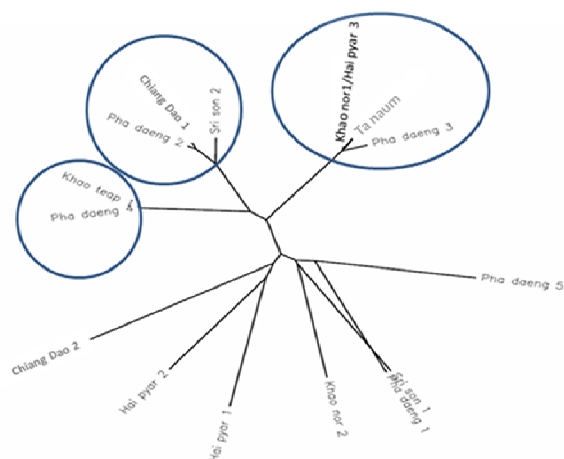 Khao nor1/Hai pyar 3
Ta naum
Pha daeng 3
Chiang Dao 1
Sri son 2
Pha daeng 2
Khao teap
Pha daeng
Pha daeng 5
Chiang Dao 2
Hai pyar 2
Hai pyar 1
Khao nor 2
Sri son 1
Pha daeng 1